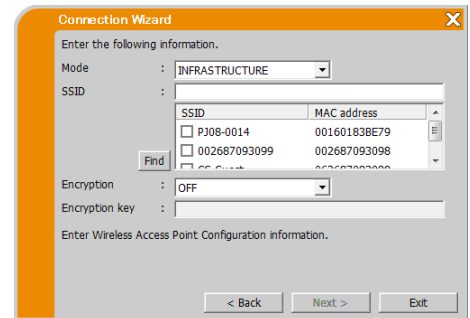 Connection Wizard X
Enter the following information.
Mode : INFRASTRUCTURE
SSID :
SSID MAC address
PJ08-0014 00160183BE79
002687093099 002687093098
Find
Encryption : OFF
Encryption key :
Enter Wireless Access Point Configuration information.
< Back Next > Exit